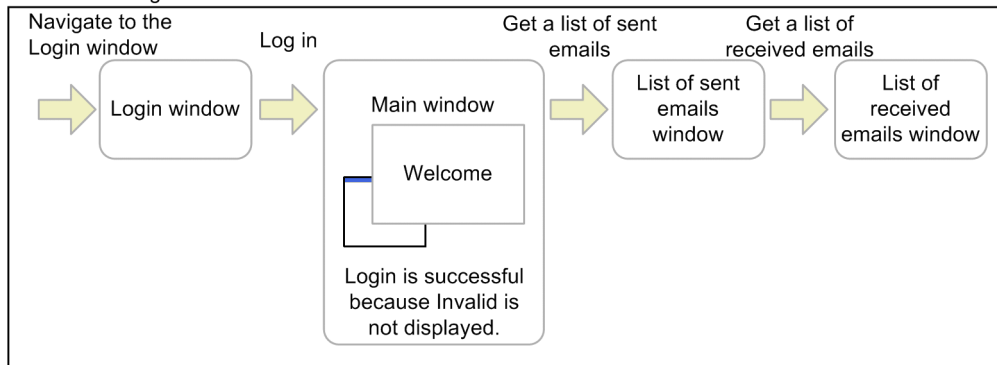 Navigate to the
Login window
Log in
Get a list of sent
emails
Get a list of
received emails
Login window
Main window
Welcome
Login is successful
because Invalid is
not displayed.
List of sent
emails
window
List of
received
emails window